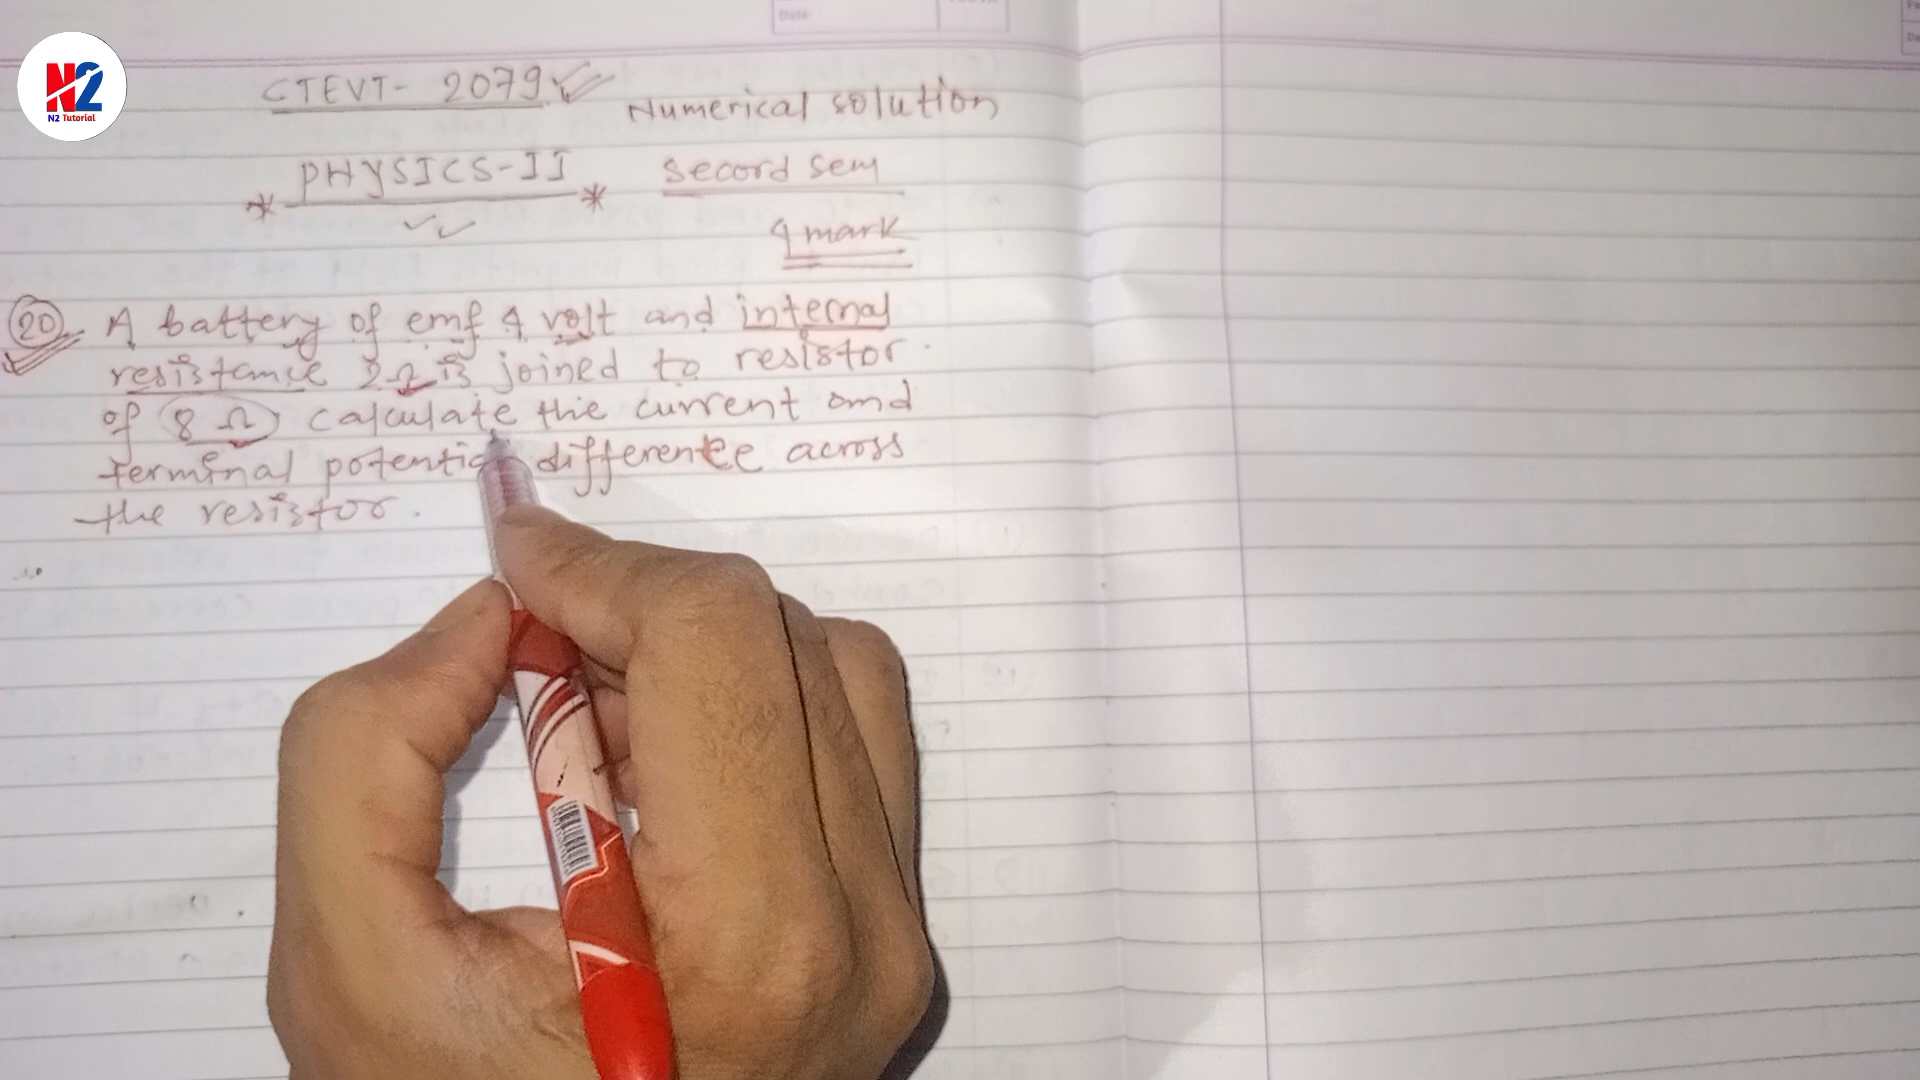 Date:
N2
N2 Tutorial
CTEVT- 2079
Numerical solution
* PHYSICS-II *
Secord sem
4 mark
20. A battery of emf 4 volt and internal
resistance 2Ω is joined to resistor
of 8 Ω calculate the current and
terminal potential difference across
the resistor.